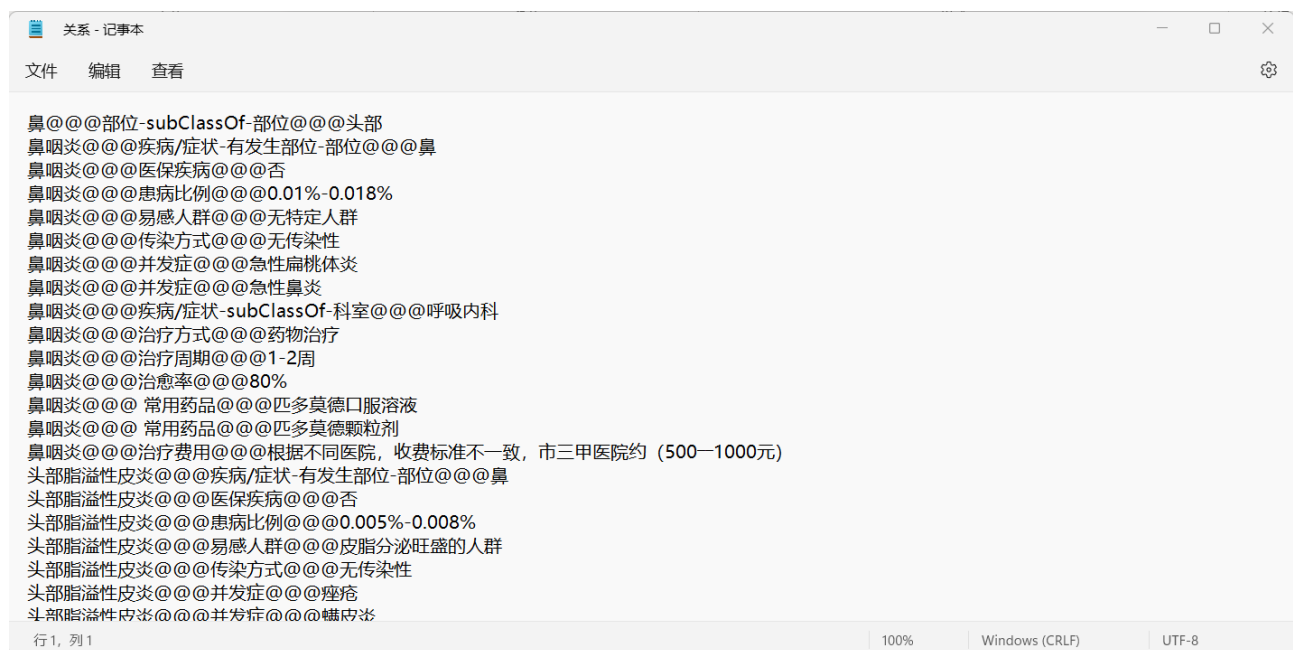 关系 - 记事本
文件 编辑 查看
鼻@@@部位-subClassOf-部位@@@头部
鼻咽炎@@@疾病/症状-有发生部位-部位@@@鼻
鼻咽炎@@@医保疾病@@@否
鼻咽炎@@@患病比例@@@0.01%-0.018%
鼻咽炎@@@易感人群@@@无特定人群
鼻咽炎@@@传染方式@@@无传染性
鼻咽炎@@@并发症@@@急性扁桃体炎
鼻咽炎@@@并发症@@@急性鼻炎
鼻咽炎@@@疾病/症状-subClassOf-科室@@@呼吸内科
鼻咽炎@@@治疗方式@@@药物治疗
鼻咽炎@@@治疗周期@@@1-2周
鼻咽炎@@@治愈率@@@80%
鼻咽炎@@@ 常用药品@@@匹多莫德口服溶液
鼻咽炎@@@ 常用药品@@@匹多莫德颗粒剂
鼻咽炎@@@治疗费用@@@根据不同医院，收费标准不一致，市三甲医院约（500—1000元）
头部脂溢性皮炎@@@疾病/症状-有发生部位-部位@@@鼻
头部脂溢性皮炎@@@医保疾病@@@否
头部脂溢性皮炎@@@患病比例@@@0.005%-0.008%
头部脂溢性皮炎@@@易感人群@@@皮脂分泌旺盛的人群
头部脂溢性皮炎@@@传染方式@@@无传染性
头部脂溢性皮炎@@@并发症@@@痤疮
头部脂溢性皮炎@@@并发症@@@螨皮炎
行 1，列 1 100% Windows (CRLF) UTF-8